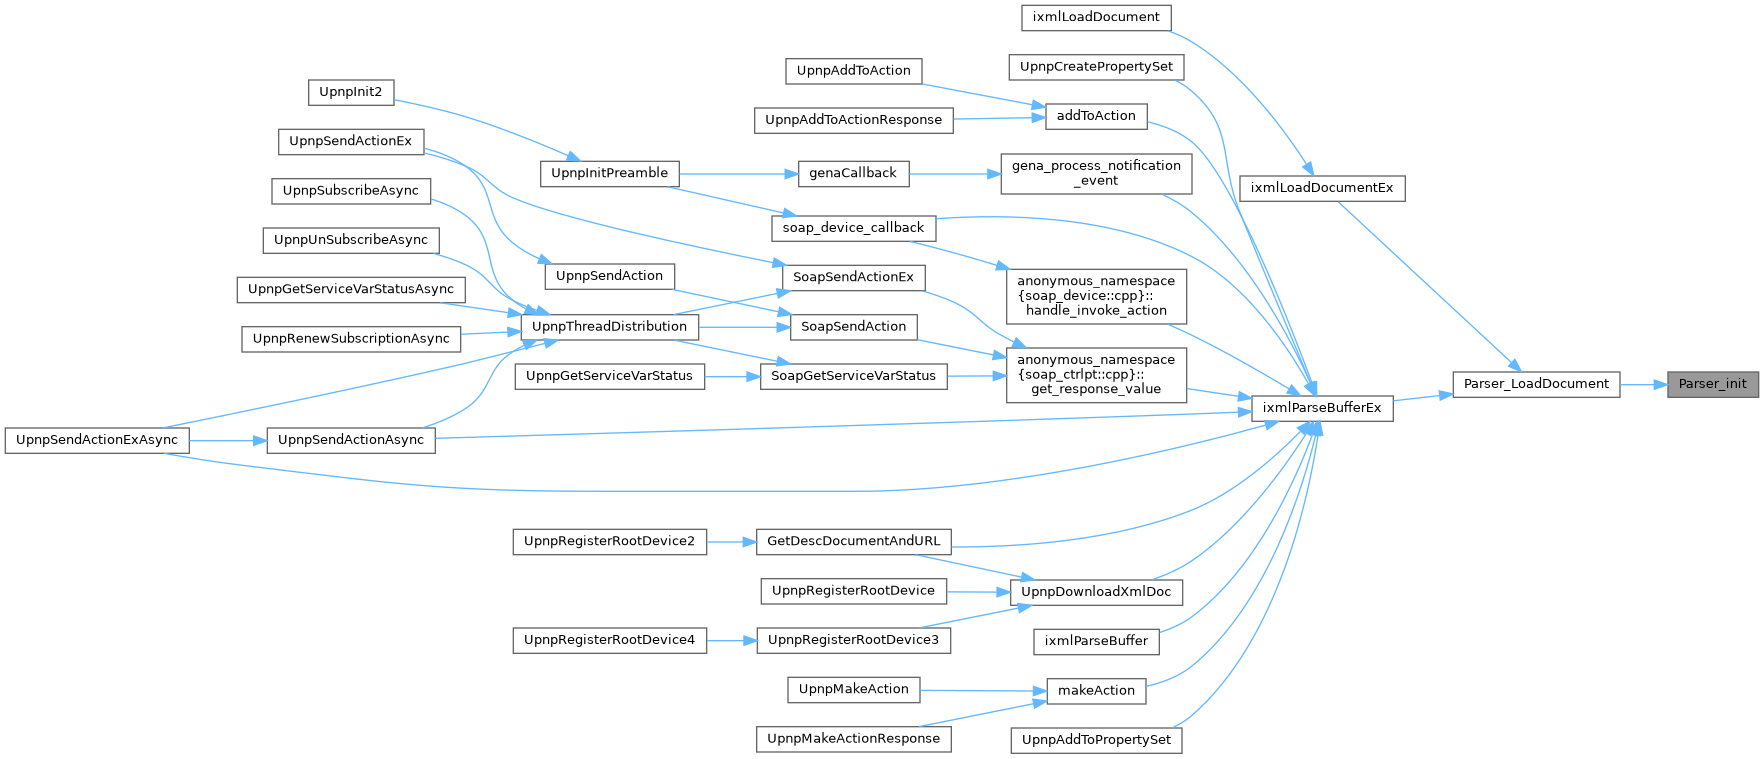 ixmlLoadDocument
UpnpCreatePropertySet
UpnpAddToAction
UpnpInit2
addToAction
UpnpAddToActionResponse
UpnpSendActionEx
gena_process_notification
_event
genaCallback
UpnpInitPreamble
ixmlLoadDocumentEx
UpnpSubscribeAsync
soap_device_callback
UpnpUnSubscribeAsync
UpnpSendAction
SoapSendActionEx
anonymous_namespace
{soap_device::cpp}::
handle_invoke_action
UpnpGetServiceVarStatusAsync
UpnpThreadDistribution
SoapSendAction
UpnpRenewSubscriptionAsync
anonymous_namespace
{soap_ctrlpt::cpp}::
get_response_value
UpnpGetServiceVarStatus
SoapGetServiceVarStatus
Parser_LoadDocument
Parser_init
ixmlParseBufferEx
UpnpSendActionExAsync
UpnpSendActionAsync
UpnpRegisterRootDevice2
GetDescDocumentAndURL
UpnpRegisterRootDevice
UpnpDownloadXmlDoc
UpnpRegisterRootDevice4
UpnpRegisterRootDevice3
ixmlParseBuffer
UpnpMakeAction
makeAction
UpnpMakeActionResponse
UpnpAddToPropertySet